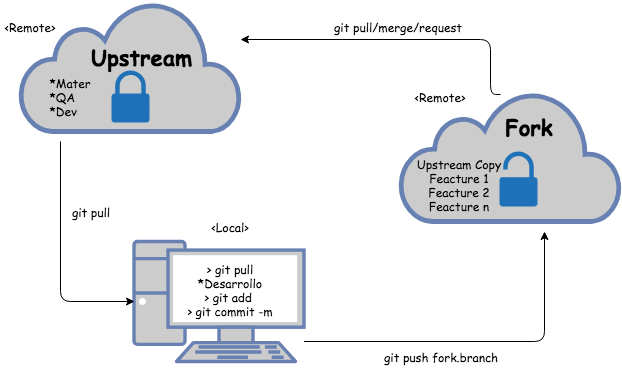 <Remote>
Upstream
*Mater
*QA
*Dev
git pull/merge/request
<Remote>
Fork
Upstream Copy
Feacture 1
Feacture 2
Feacture n
git pull
<Local>
> git pull
*Desarrollo
> git add
> git commit -m
git push fork.branch